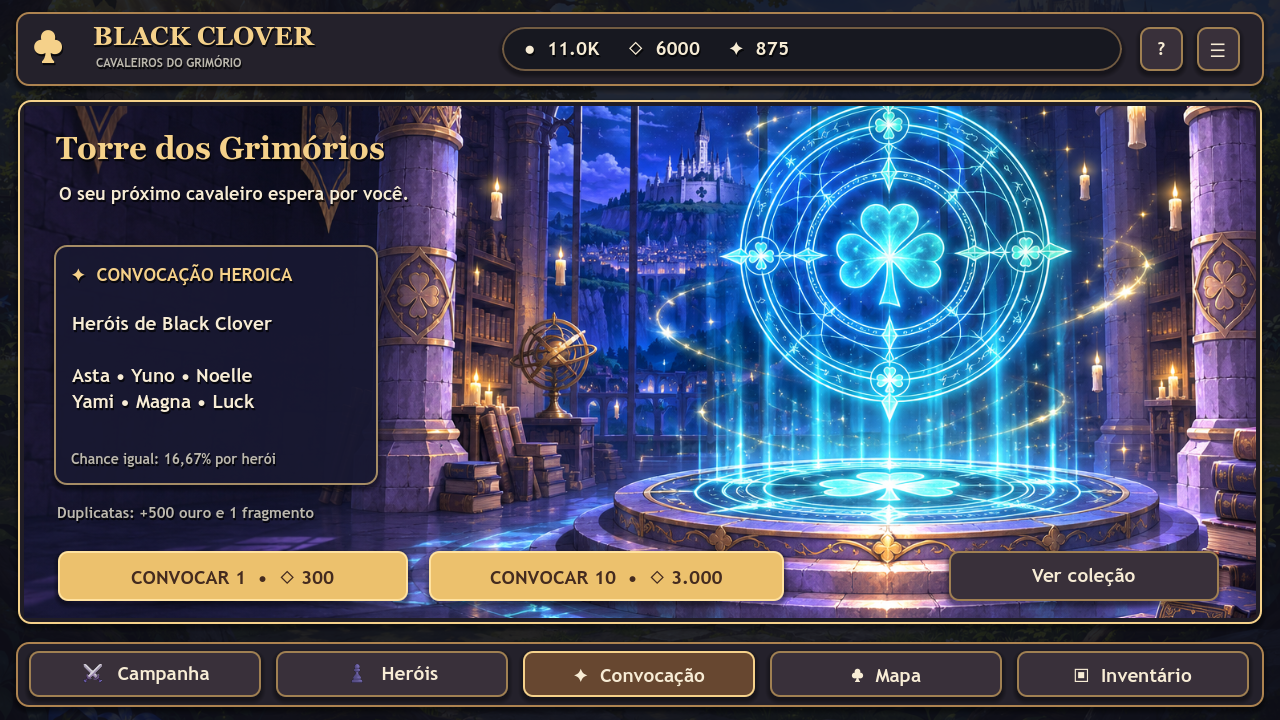 BLACK CLOVER
CAVALEIROS DO GRIMÓRIO
● 11.0K ◇ 6000 ✦ 875
?
☰
Torre dos Grimórios
O seu próximo cavaleiro espera por você.
✦ CONVOCAÇÃO HEROICA
Heróis de Black Clover
Asta • Yuno • Noelle
Yami • Magna • Luck
Chance igual: 16,67% por herói
Duplicatas: +500 ouro e 1 fragmento
CONVOCAR 1 • ◇ 300
CONVOCAR 10 • ◇ 3.000
Ver coleção
Campanha
Heróis
✦ Convocação
♣ Mapa
▣ Inventário